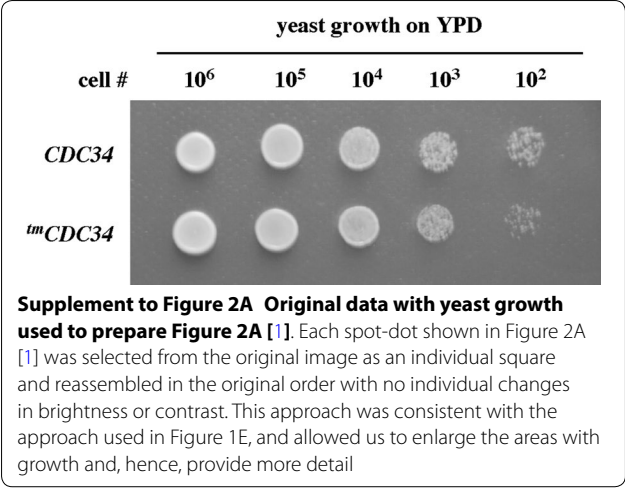 yeast growth on YPD
cell # 10⁶ 10⁵ 10⁴ 10³ 10²
CDC34
ᵗᵐCDC34
Supplement to Figure 2A Original data with yeast growth
used to prepare Figure 2A [1]. Each spot-dot shown in Figure 2A
[1] was selected from the original image as an individual square
and reassembled in the original order with no individual changes
in brightness or contrast. This approach was consistent with the
approach used in Figure 1E, and allowed us to enlarge the areas with
growth and, hence, provide more detail